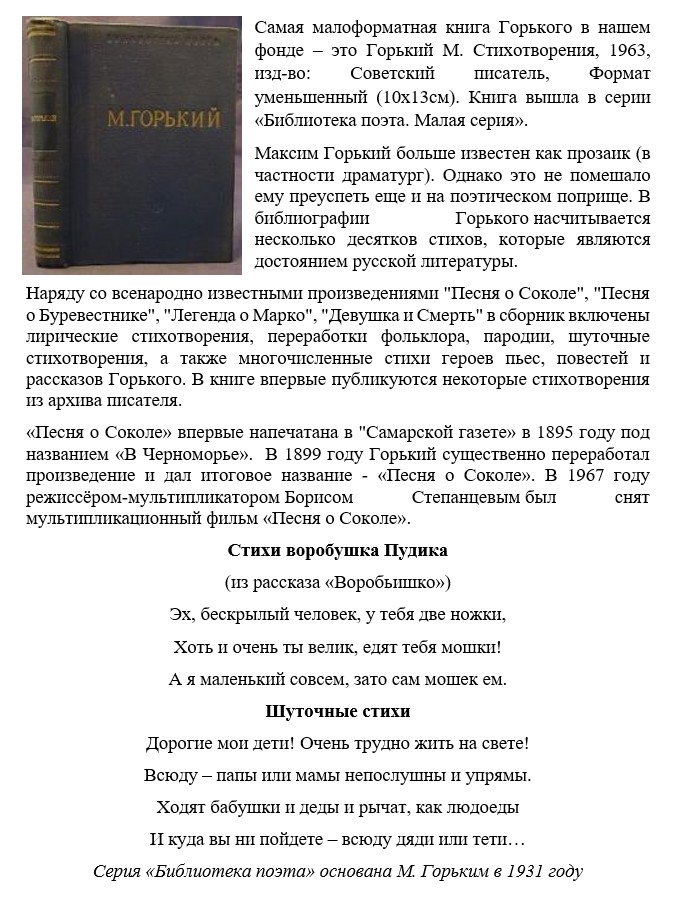 М.ГОРЬКИЙ
Самая малоформатная книга Горького в нашем
фонде – это Горький М. Стихотворения, 1963,
изд-во: Советский писатель, Формат
уменьшенный (10х13см). Книга вышла в серии
«Библиотека поэта. Малая серия».
Максим Горький больше известен как прозаик (в
частности драматург). Однако это не помешало
ему преуспеть еще и на поэтическом поприще. В
библиографии Горького насчитывается
несколько десятков стихов, которые являются
достоянием русской литературы.
Наряду со всенародно известными произведениями "Песня о Соколе", "Песня
о Буревестнике", "Легенда о Марко", "Девушка и Смерть" в сборник включены
лирические стихотворения, переработки фольклора, пародии, шуточные
стихотворения, а также многочисленные стихи героев пьес, повестей и
рассказов Горького. В книге впервые публикуются некоторые стихотворения
из архива писателя.
«Песня о Соколе» впервые напечатана в "Самарской газете" в 1895 году под
названием «В Черноморье». В 1899 году Горький существенно переработал
произведение и дал итоговое название - «Песня о Соколе». В 1967 году
режиссёром-мультипликатором Борисом Степанцевым был снят
мультипликационный фильм «Песня о Соколе».
Стихи воробушка Пудика
(из рассказа «Воробьишко»)
Эх, бескрылый человек, у тебя две ножки,
Хоть и очень ты велик, едят тебя мошки!
А я маленький совсем, зато сам мошек ем.
Шуточные стихи
Дорогие мои дети! Очень трудно жить на свете!
Всюду – папы или мамы непослушны и упрямы.
Ходят бабушки и деды и рычат, как людоеды
И куда вы ни пойдете – всюду дяди или тети…
Серия «Библиотека поэта» основана М. Горьким в 1931 году